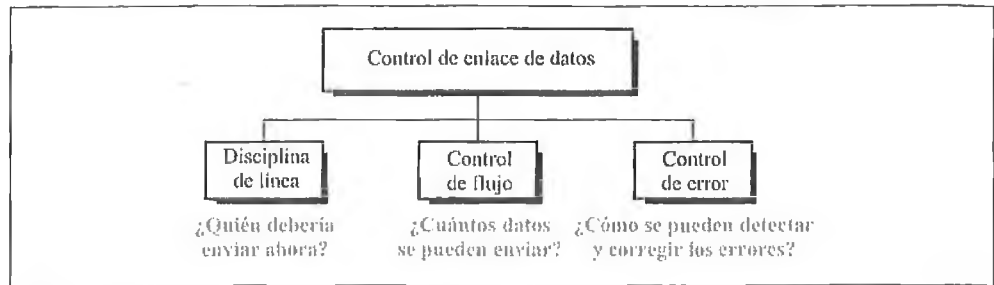 Control de enlace de datos
Disciplina
de línea
Control
de flujo
Control
de error
¿Quién debería
enviar ahora?
¿Cuántos datos
se pueden enviar?
¿Cómo se pueden detectar
y corregir los errores?